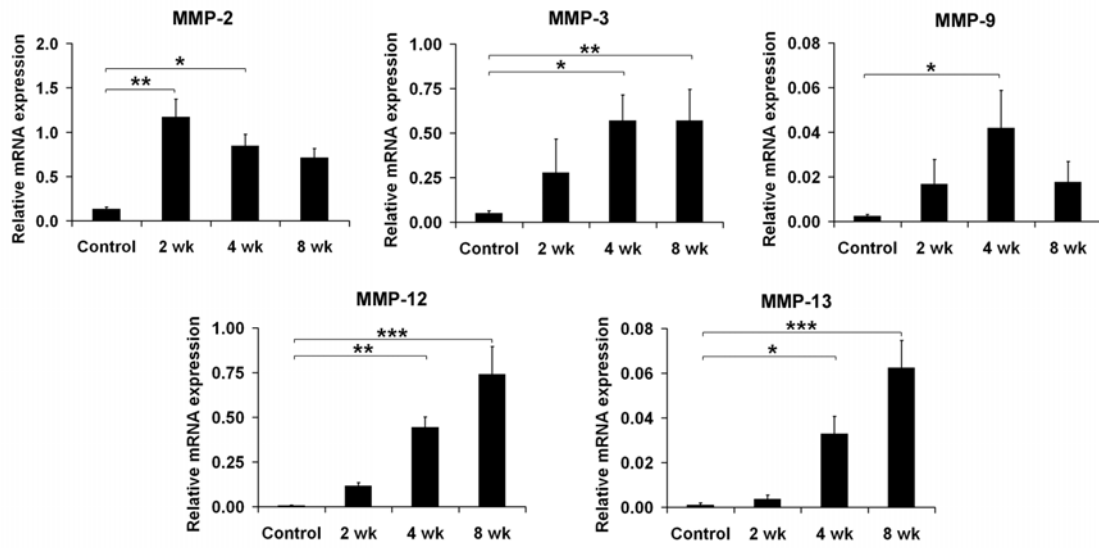 MMP-2
Relative mRNA expression
2.0
1.5
1.0
0.5
0.0
*
**
Control 2 wk 4 wk 8 wk
MMP-3
Relative mRNA expression
1.00
0.75
0.50
0.25
0.00
**
*
Control 2 wk 4 wk 8 wk
MMP-9
Relative mRNA expression
0.08
0.06
0.04
0.02
0.00
*
Control 2 wk 4 wk 8 wk
MMP-12
Relative mRNA expression
1.00
0.75
0.50
0.25
0.00
***
**
Control 2 wk 4 wk 8 wk
MMP-13
Relative mRNA expression
0.08
0.06
0.04
0.02
0.00
***
*
Control 2 wk 4 wk 8 wk